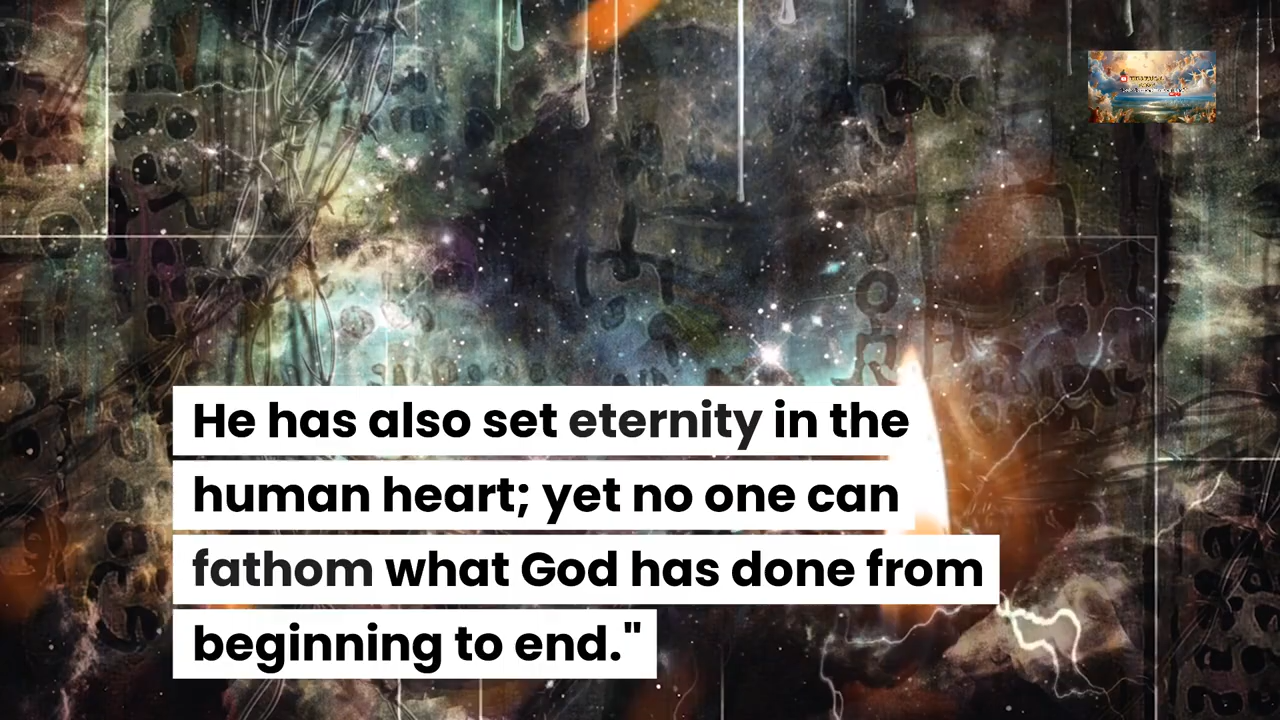 He has also set eternity in the
human heart; yet no one can
fathom what God has done from
beginning to end."